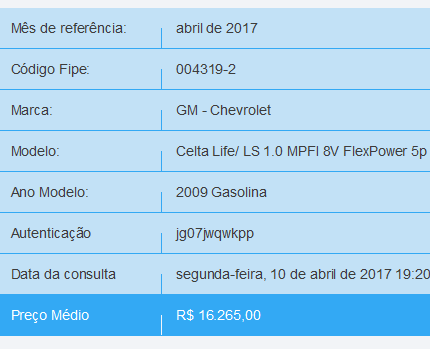 Mês de referência: abril de 2017
Código Fipe: 004319-2
Marca: GM - Chevrolet
Modelo: Celta Life/ LS 1.0 MPFI 8V FlexPower 5p
Ano Modelo: 2009 Gasolina
Autenticação jg07jwqwkpp
Data da consulta segunda-feira, 10 de abril de 2017 19:20
Preço Médio R$ 16.265,00